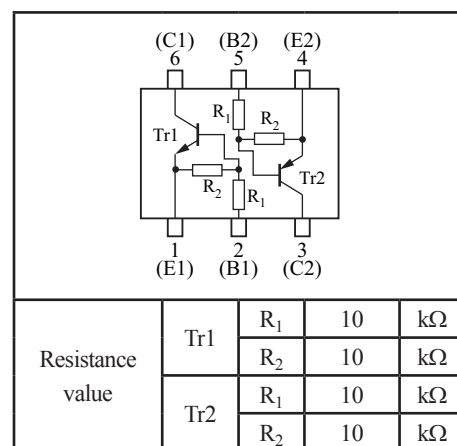 (C1) (B2) (E2)
6 5 4
R1
R2
Tr1
Tr2
R2
R1
1 2 3
(E1) (B1) (C2)
Resistance value
Tr1
R1 10 kΩ
R2 10 kΩ
Tr2
R1 10 kΩ
R2 10 kΩ